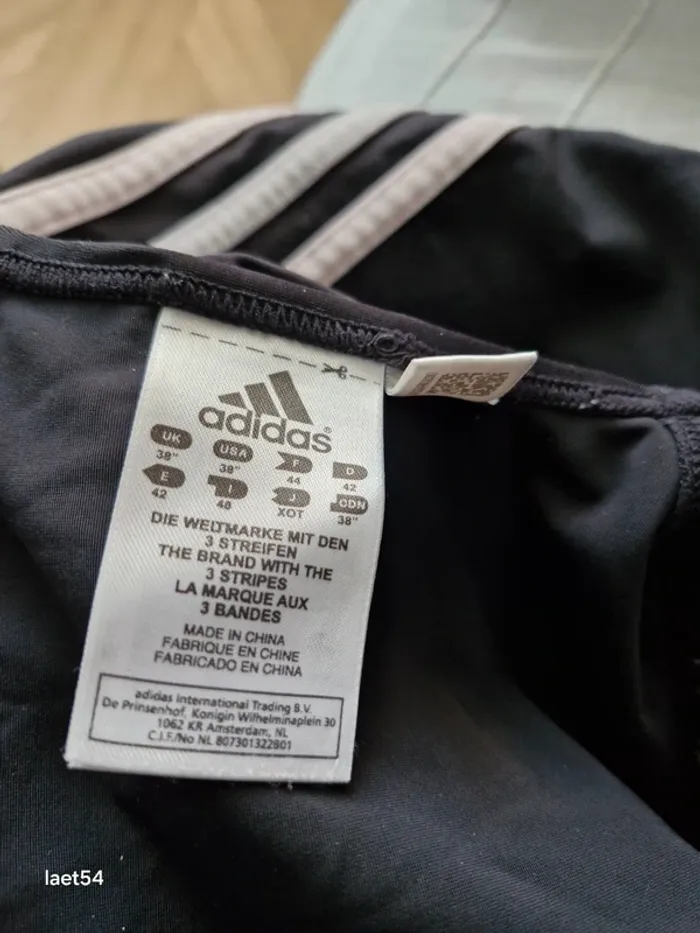 adidas®
UK USA F D
38" 38" 44 42
E I J CDN
42 48 XOT 38"
DIE WELTMARKE MIT DEN
3 STREIFEN
THE BRAND WITH THE
3 STRIPES
LA MARQUE AUX
3 BANDES
MADE IN CHINA
FABRIQUE EN CHINE
FABRICADO EN CHINA
adidas International Trading B.V.
De Prinsenhof, Konigin Wilhelminaplein 30
1062 KR Amsterdam, NL
C.I.F./No NL 807301322B01
laet54